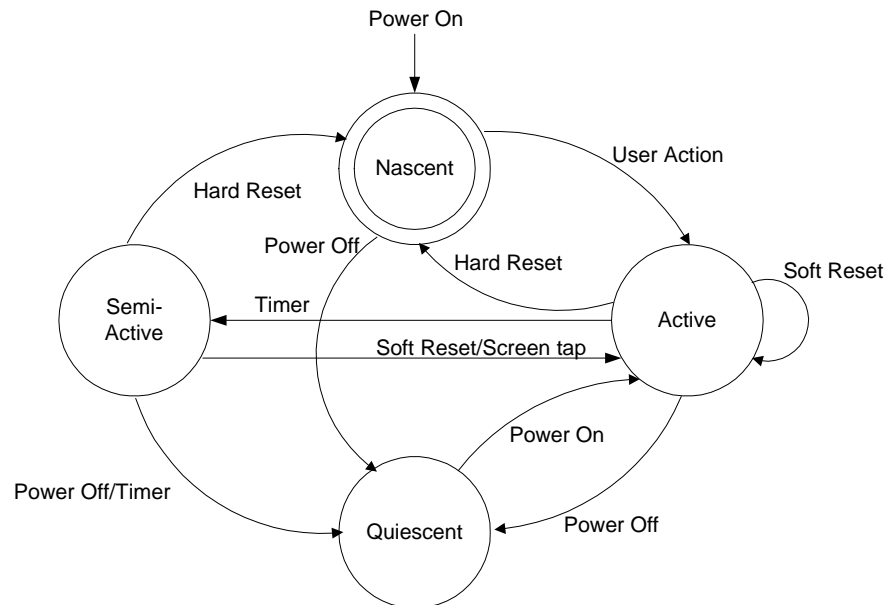 Power On
Nascent
User Action
Hard Reset
Power Off
Hard Reset
Soft Reset
Semi-
Active
Timer
Active
Soft Reset/Screen tap
Power On
Power Off/Timer
Quiescent
Power Off